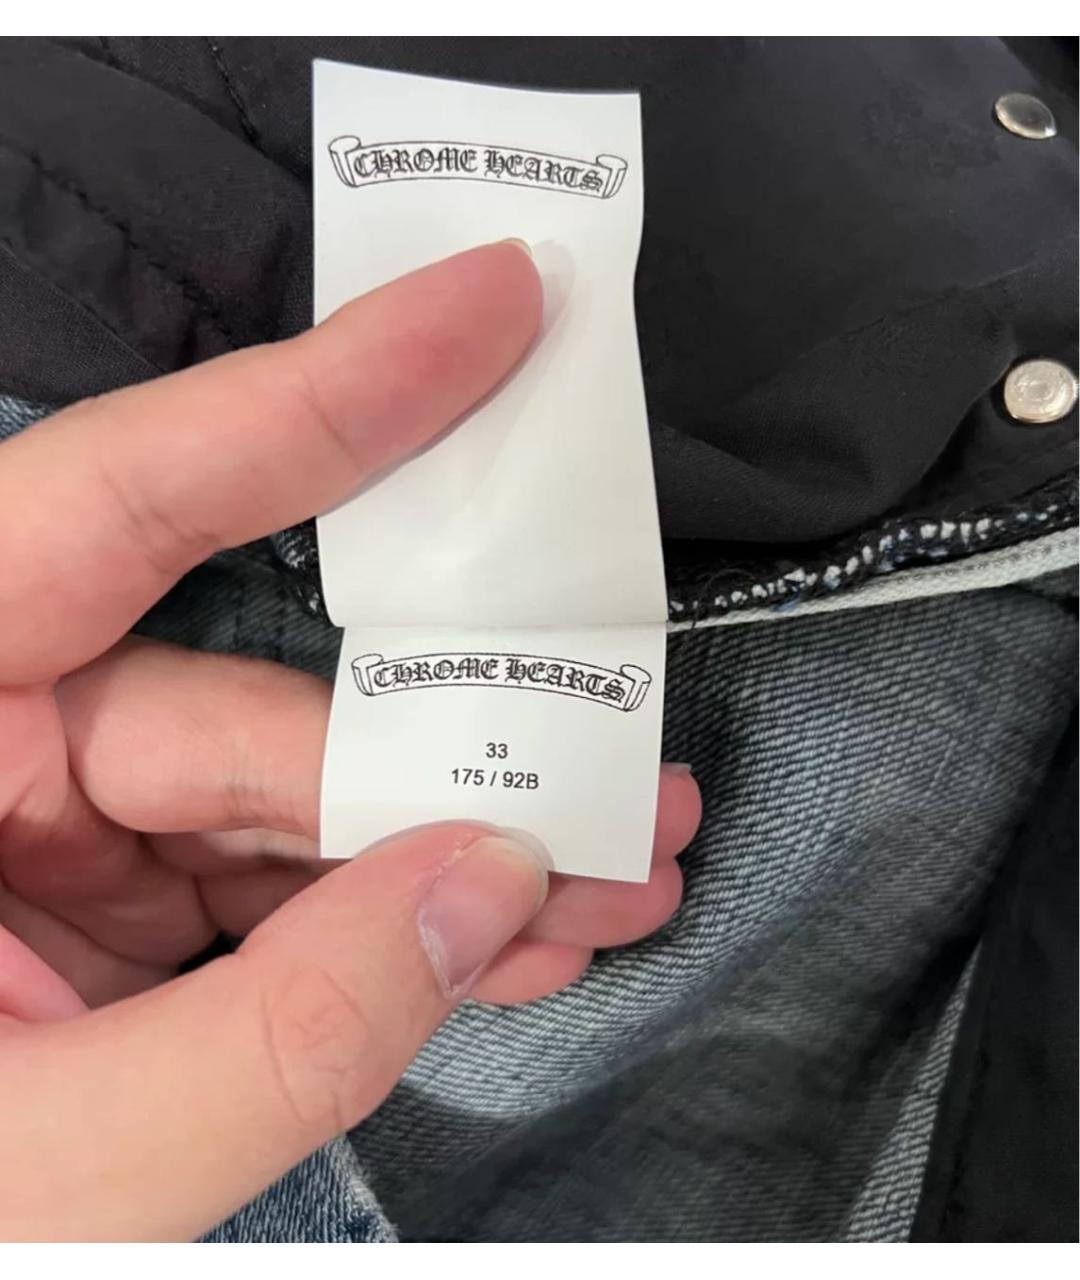 CHROME HEARTS
CHROME HEARTS
33
175 / 92B